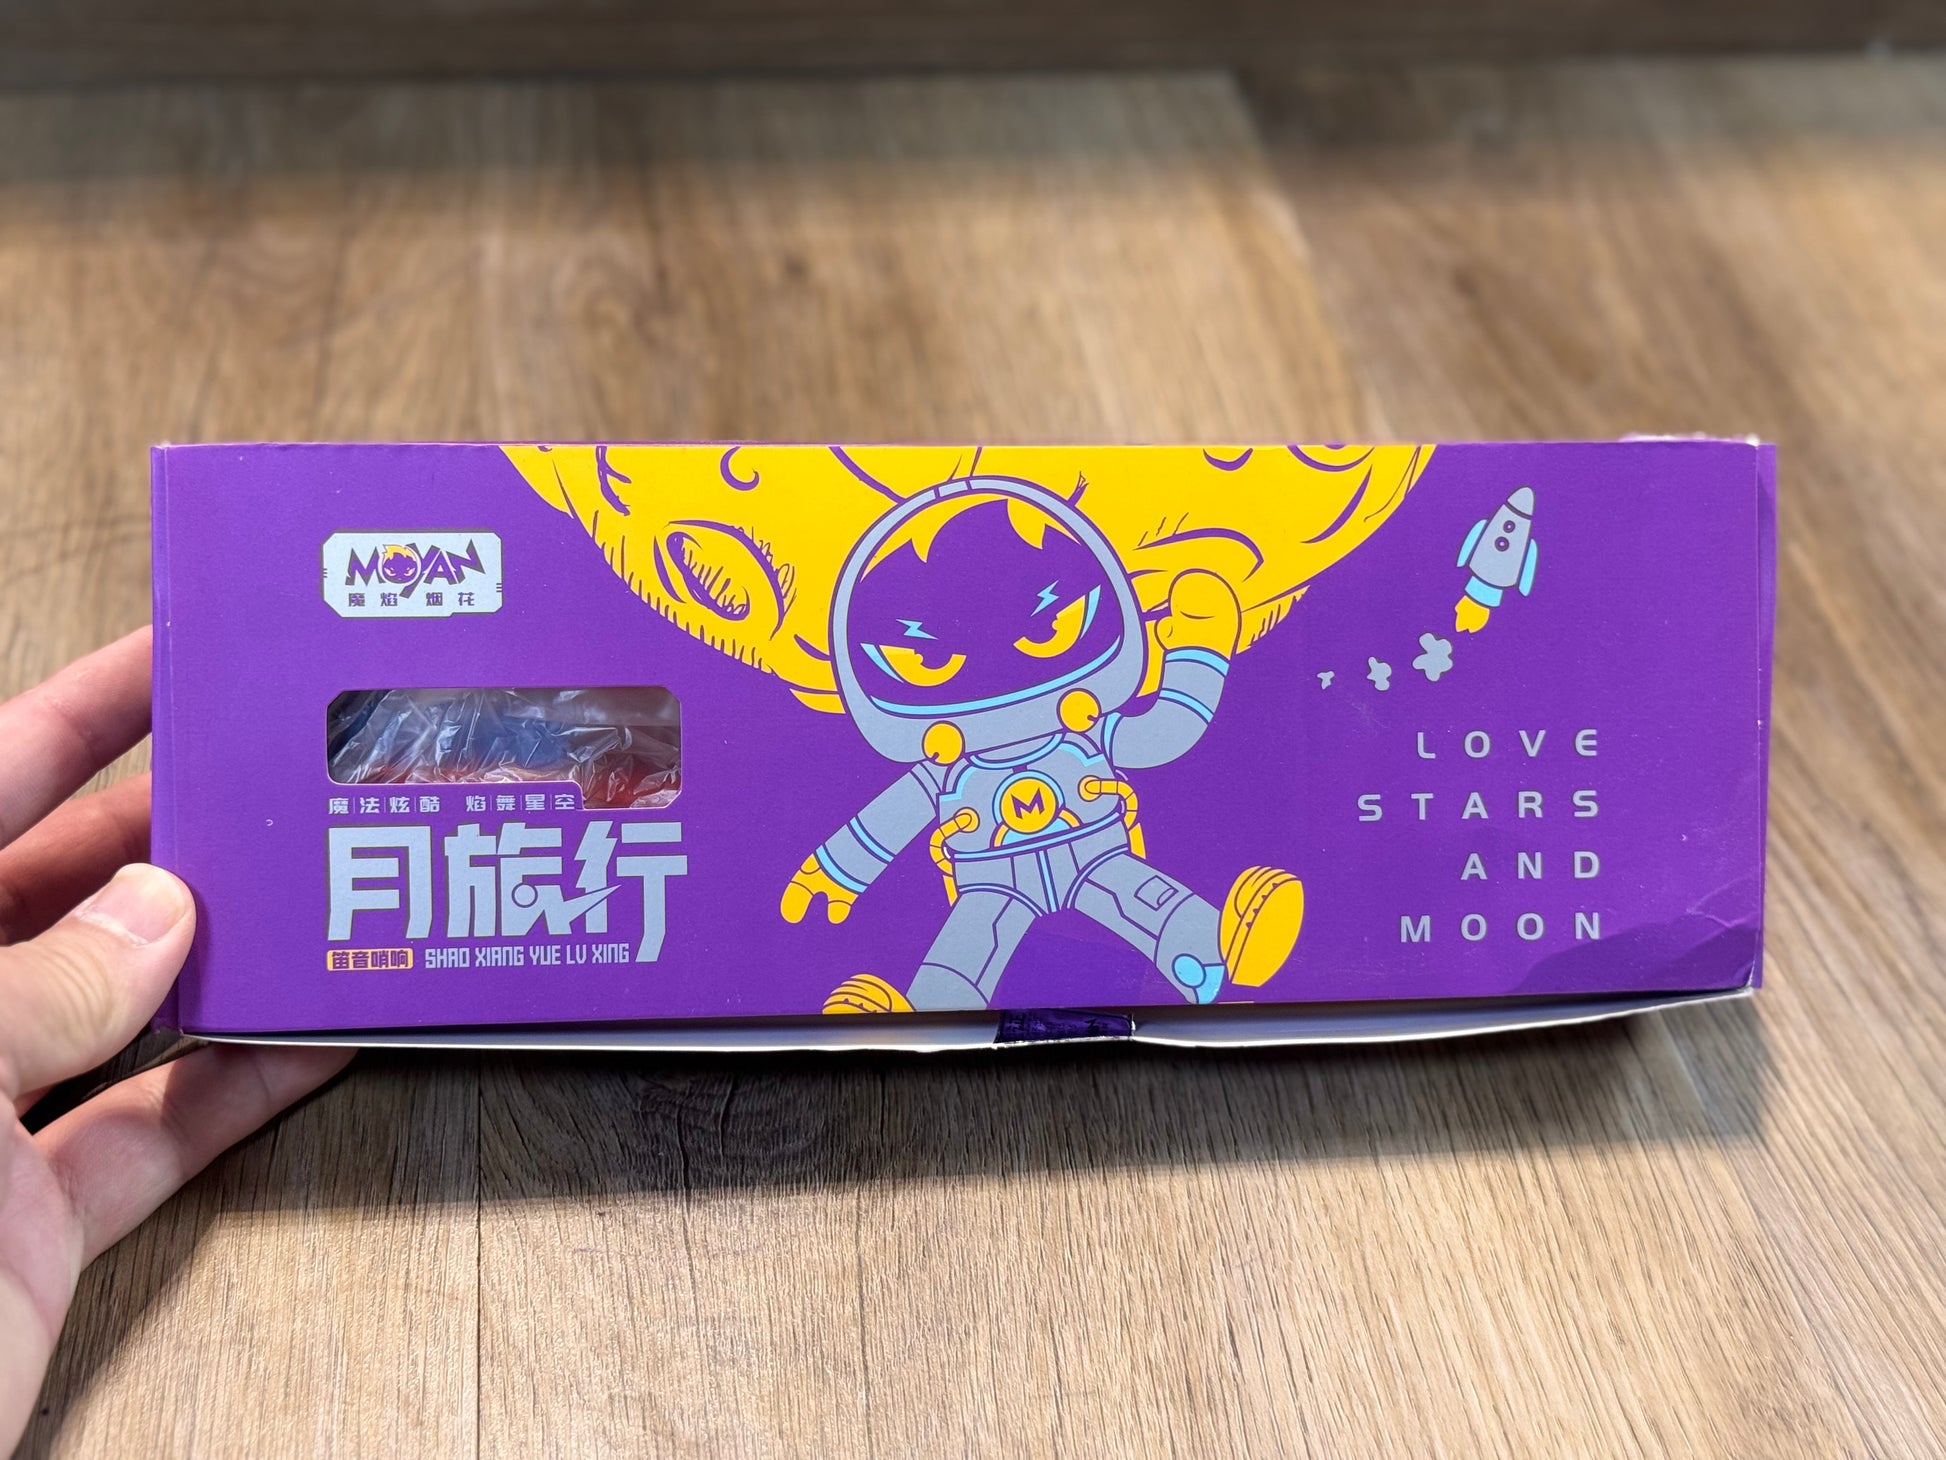 MOYAN
魔焰烟花
魔法炫酷 焰舞星空
月旅行
笛音哨响 SHAO XIANG YUE LV XING
M
LOVE
STARS
AND
MOON